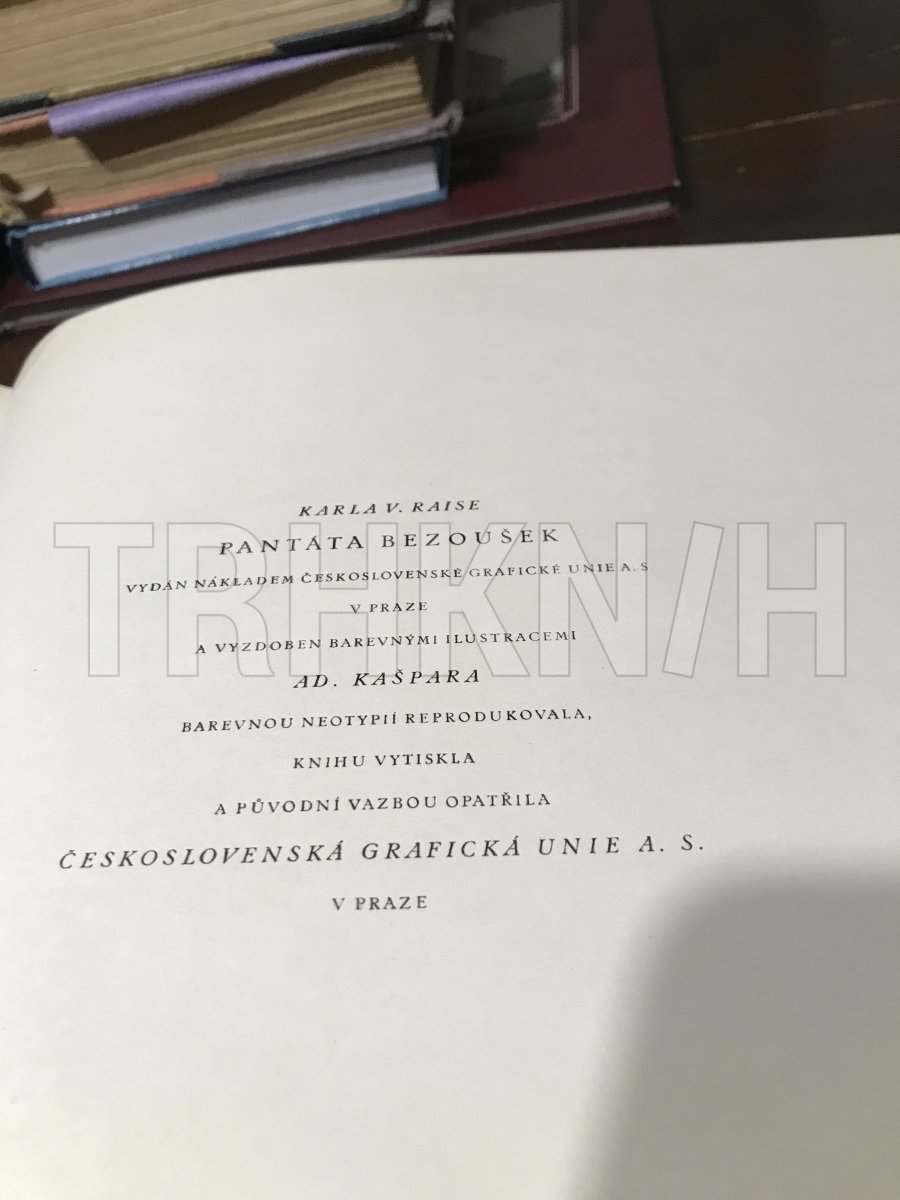 KARLA V. RAISE
PANTÁTA BEZOUŠEK
VYDÁN NÁKLADEM ČESKOSLOVENSKÉ GRAFICKÉ UNIE A. S
V PRAZE
A VYZDOBEN BAREVNÝMI ILUSTRACEMI
AD. KAŠPARA
BAREVNOU NEOTYPIÍ REPRODUKOVALA,
KNIHU VYTISKLA
A PŮVODNÍ VAZBOU OPATŘILA
ČESKOSLOVENSKÁ GRAFICKÁ UNIE A. S.
V PRAZE
TRHKN/H